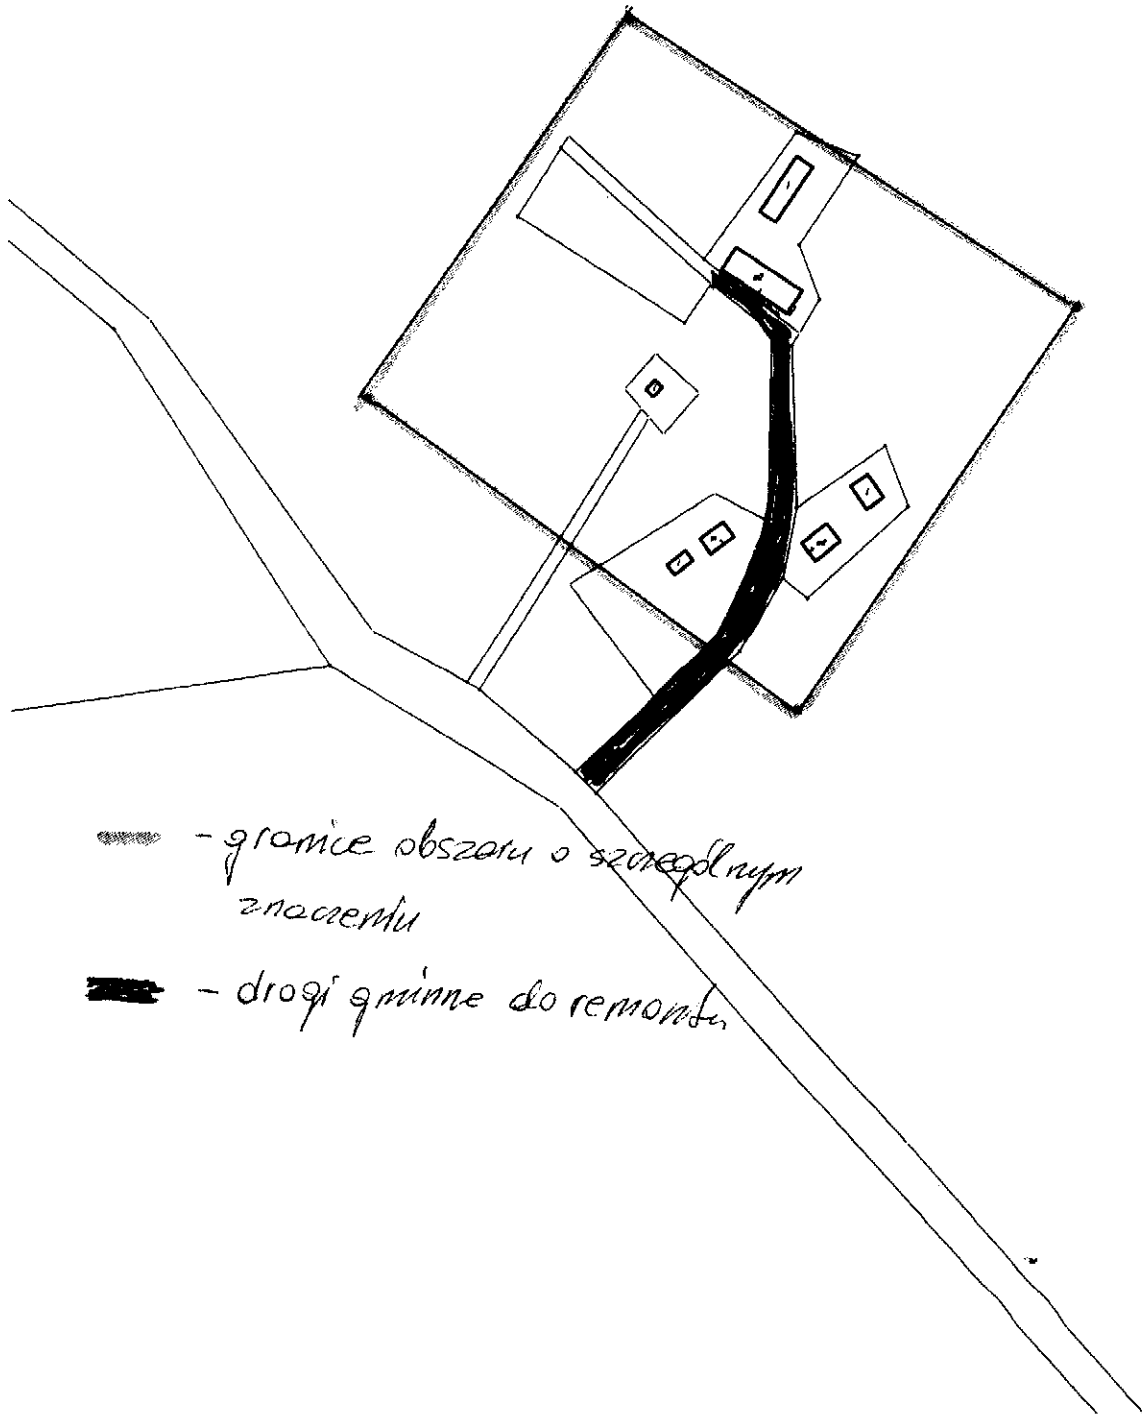 - granice obszaru o szczególnym
znaczeniu
- drogi gminne do remontu